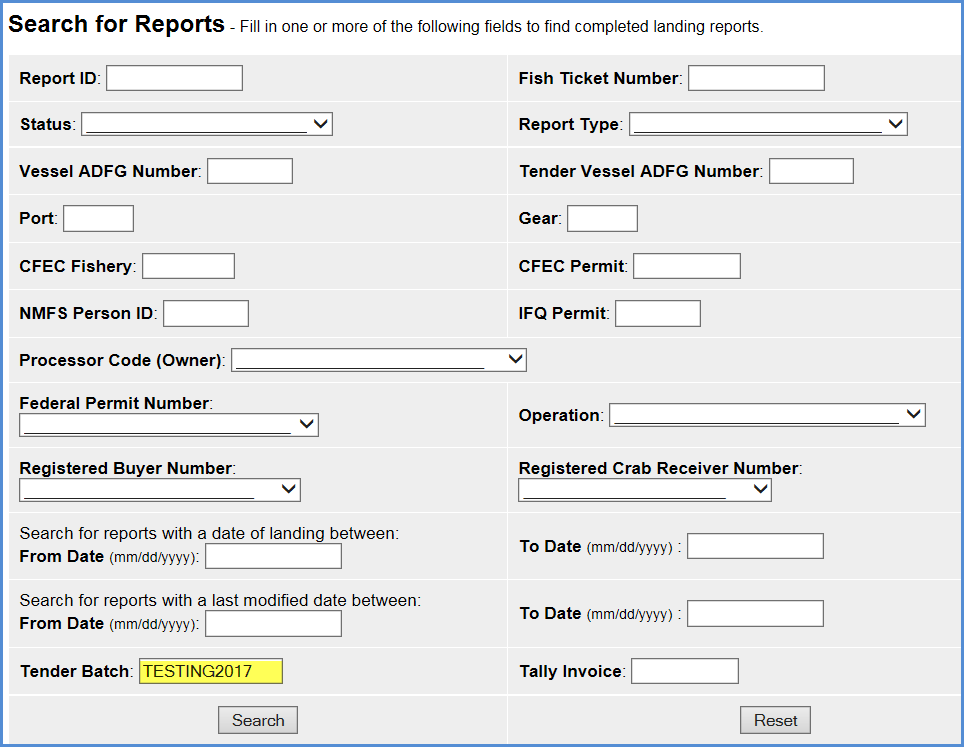 Search for Reports - Fill in one or more of the following fields to find completed landing reports.
Report ID: Fish Ticket Number:
Status: Report Type:
Vessel ADFG Number: Tender Vessel ADFG Number:
Port: Gear:
CFEC Fishery: CFEC Permit:
NMFS Person ID: IFQ Permit:
Processor Code (Owner):
Federal Permit Number:
Operation:
Registered Buyer Number: Registered Crab Receiver Number:
Search for reports with a date of landing between:
From Date (mm/dd/yyyy): To Date (mm/dd/yyyy) :
Search for reports with a last modified date between:
From Date (mm/dd/yyyy): To Date (mm/dd/yyyy) :
Tender Batch: TESTING2017 Tally Invoice:
Search Reset